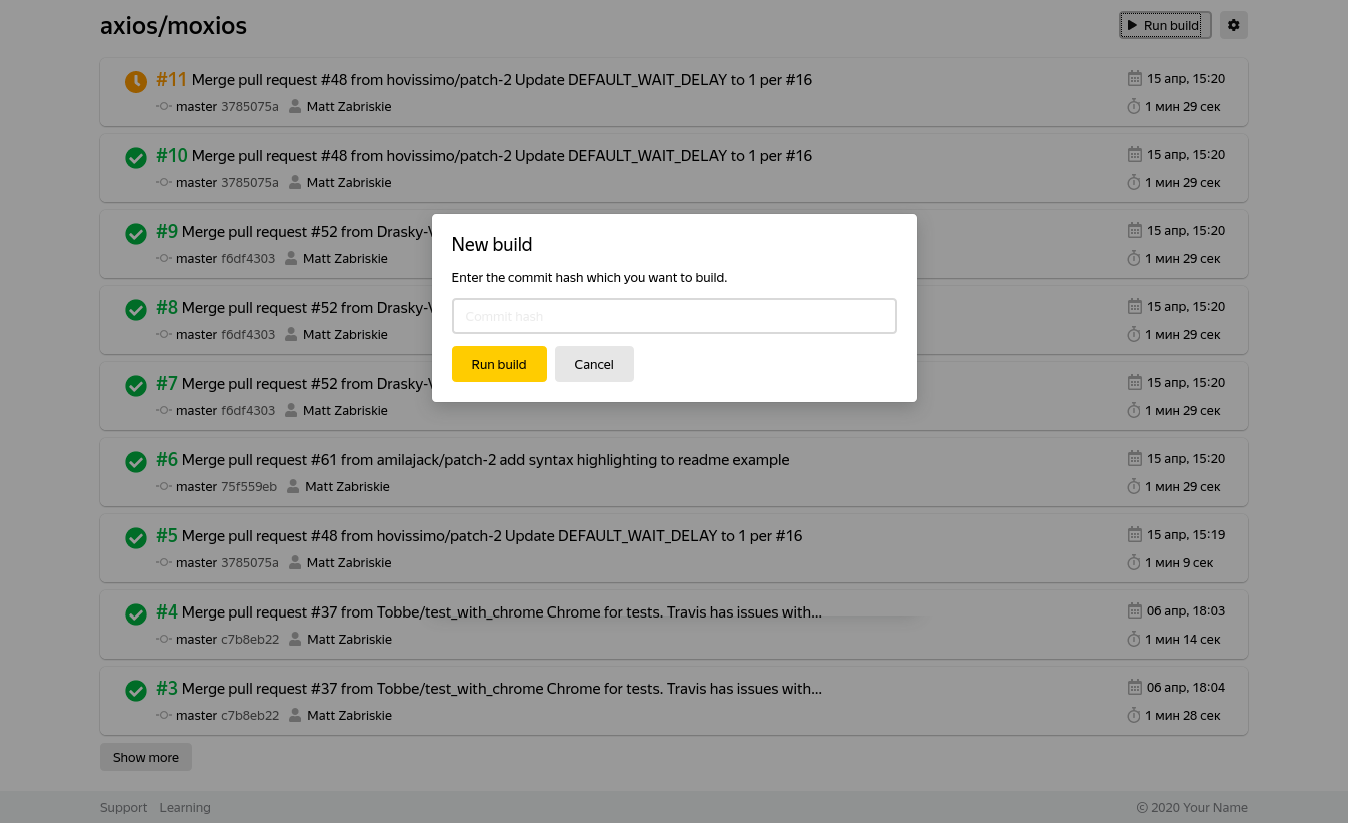 axios/moxios
Run build
#11 Merge pull request #48 from hovissimo/patch-2 Update DEFAULT_WAIT_DELAY to 1 per #16
15 апр, 15:20
master 3785075a Matt Zabriskie
1 мин 29 сек
#10 Merge pull request #48 from hovissimo/patch-2 Update DEFAULT_WAIT_DELAY to 1 per #16
15 апр, 15:20
master 3785075a Matt Zabriskie
1 мин 29 сек
#9 Merge pull request #52 from Drasky-
15 апр, 15:20
master f6df4303 Matt Zabriskie
1 мин 29 сек
#8 Merge pull request #52 from Drasky-
15 апр, 15:20
master f6df4303 Matt Zabriskie
1 мин 29 сек
#7 Merge pull request #52 from Drasky-
15 апр, 15:20
master f6df4303 Matt Zabriskie
1 мин 29 сек
New build
Enter the commit hash which you want to build.
Commit hash
Run build
Cancel
#6 Merge pull request #61 from amilajack/patch-2 add syntax highlighting to readme example
15 апр, 15:20
master 75f559eb Matt Zabriskie
1 мин 29 сек
#5 Merge pull request #48 from hovissimo/patch-2 Update DEFAULT_WAIT_DELAY to 1 per #16
15 апр, 15:19
master 3785075a Matt Zabriskie
1 мин 9 сек
#4 Merge pull request #37 from Tobbe/test_with_chrome Chrome for tests. Travis has issues with...
06 апр, 18:03
master c7b8eb22 Matt Zabriskie
1 мин 14 сек
#3 Merge pull request #37 from Tobbe/test_with_chrome Chrome for tests. Travis has issues with...
06 апр, 18:04
master c7b8eb22 Matt Zabriskie
1 мин 28 сек
Show more
Support Learning
© 2020 Your Name